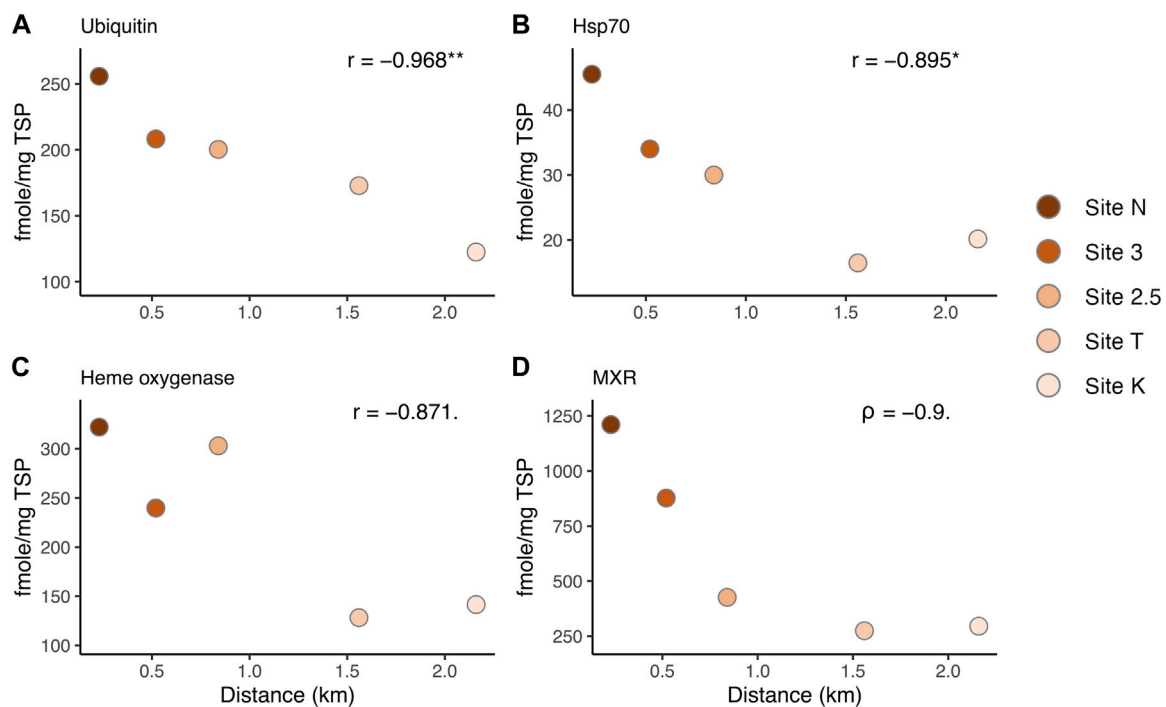 A Ubiquitin
r = −0.968**
fmole/mg TSP
250
200
150
100
0.5 1.0 1.5 2.0
B Hsp70
r = −0.895*
fmole/mg TSP
40
30
20
0.5 1.0 1.5 2.0
Site N
Site 3
Site 2.5
Site T
Site K
C Heme oxygenase
r = −0.871.
fmole/mg TSP
300
250
200
150
100
0.5 1.0 1.5 2.0
Distance (km)
D MXR
ρ = −0.9.
fmole/mg TSP
1250
1000
750
500
250
0.5 1.0 1.5 2.0
Distance (km)